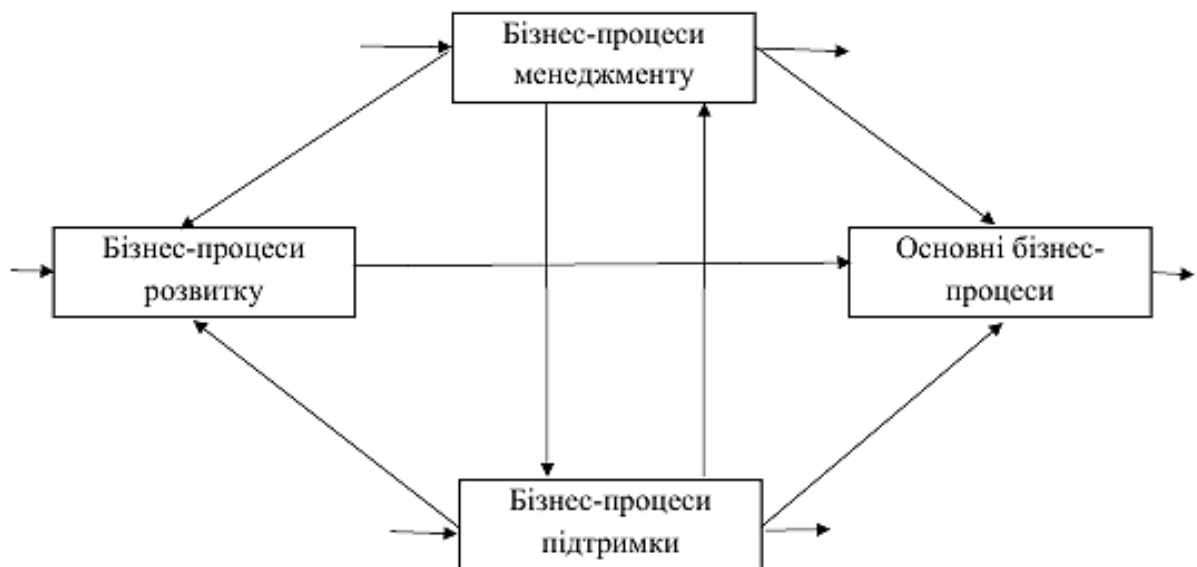 Бізнес-процеси
менеджменту
Бізнес-процеси
розвитку
Основні бізнес-
процеси
Бізнес-процеси
підтримки